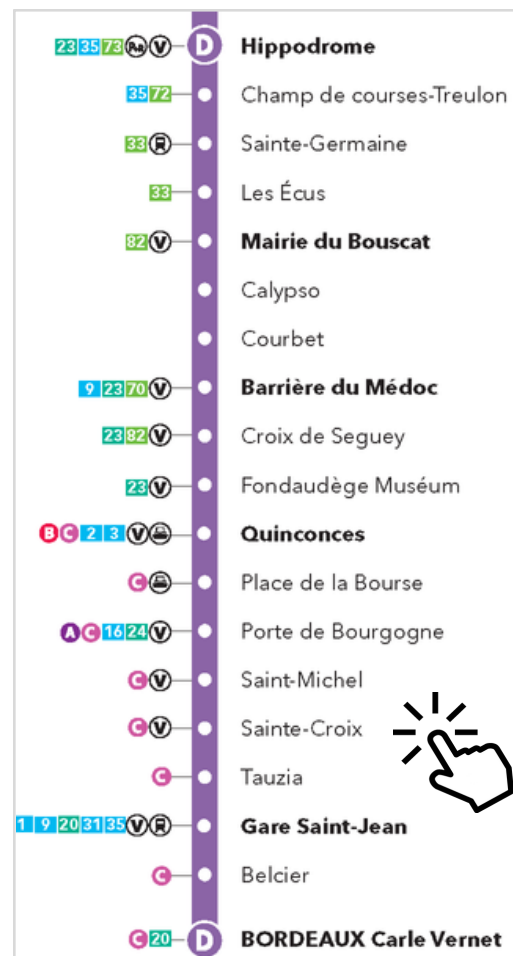 23 35 73 P+R V D Hippodrome
35 72 Champ de courses-Treulon
33 Sainte-Germaine
33 Les Écus
82 V Mairie du Bouscat
Calypso
Courbet
9 23 70 V Barrière du Médoc
23 82 V Croix de Seguey
23 V Fondaudège Muséum
B C 2 3 V Quinconces
C Place de la Bourse
A C 16 24 V Porte de Bourgogne
C V Saint-Michel
C V Sainte-Croix
C Tauzia
1 9 20 31 35 V Gare Saint-Jean
C Belcier
C 20 D BORDEAUX Carle Vernet